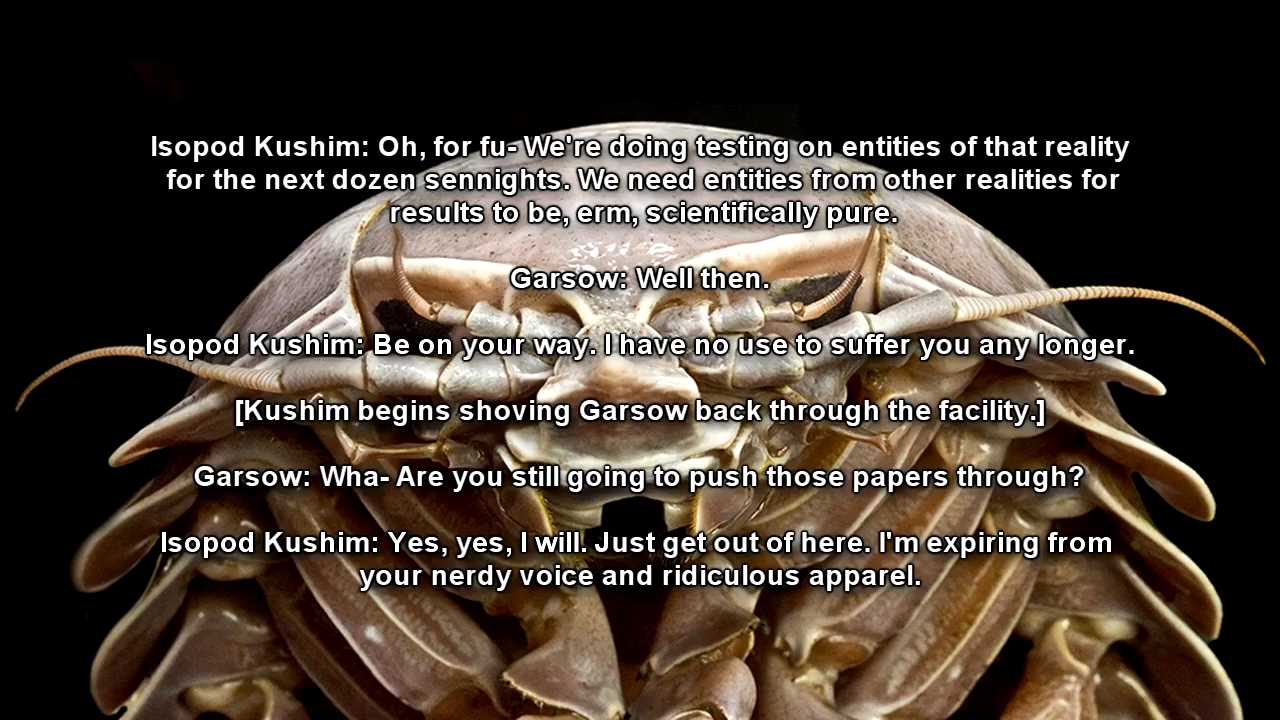 Isopod Kushim: Oh, for fu- We're doing testing on entities of that reality
for the next dozen sennights. We need entities from other realities for
results to be, erm, scientifically pure.
Garsow: Well then.
Isopod Kushim: Be on your way. I have no use to suffer you any longer.
[Kushim begins shoving Garsow back through the facility.]
Garsow: Wha- Are you still going to push those papers through?
Isopod Kushim: Yes, yes, I will. Just get out of here. I'm expiring from
your nerdy voice and ridiculous apparel.